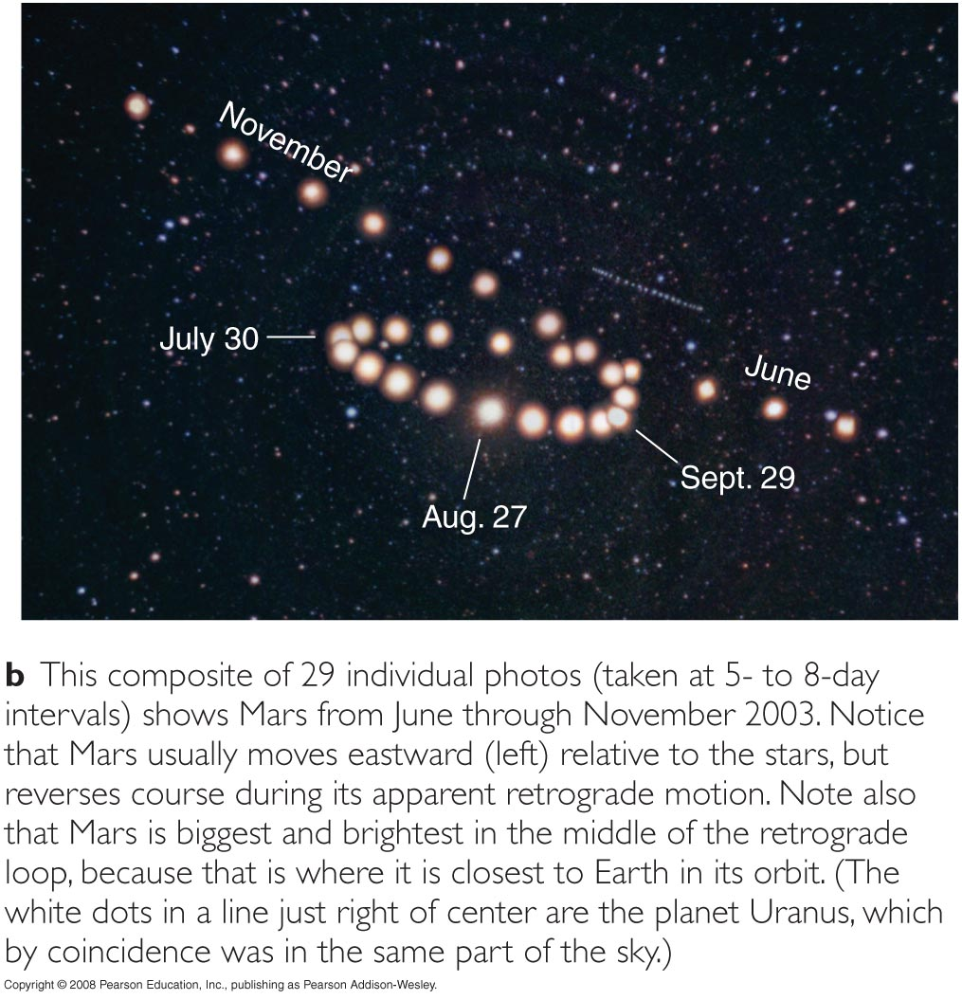 November
July 30
June
Sept. 29
Aug. 27
b This composite of 29 individual photos (taken at 5- to 8-day
intervals) shows Mars from June through November 2003. Notice
that Mars usually moves eastward (left) relative to the stars, but
reverses course during its apparent retrograde motion. Note also
that Mars is biggest and brightest in the middle of the retrograde
loop, because that is where it is closest to Earth in its orbit. (The
white dots in a line just right of center are the planet Uranus, which
by coincidence was in the same part of the sky.)
Copyright © 2008 Pearson Education, Inc., publishing as Pearson Addison-Wesley.